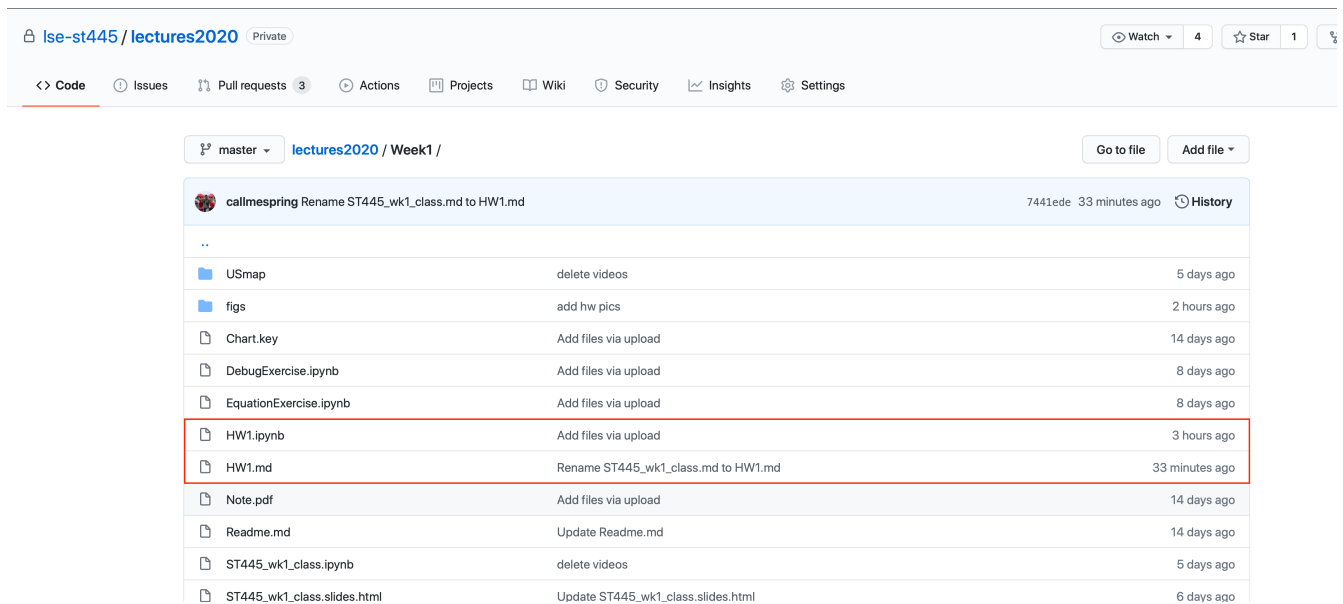 lse-st445 / lectures2020 Private Watch 4 Star 1
Code Issues Pull requests 3 Actions Projects Wiki Security Insights Settings
master lectures2020 / Week1 / Go to file Add file
callmespring Rename ST445_wk1_class.md to HW1.md 7441ede 33 minutes ago History
..
USmap delete videos 5 days ago
figs add hw pics 2 hours ago
Chart.key Add files via upload 14 days ago
DebugExercise.ipynb Add files via upload 8 days ago
EquationExercise.ipynb Add files via upload 8 days ago
HW1.ipynb Add files via upload 3 hours ago
HW1.md Rename ST445_wk1_class.md to HW1.md 33 minutes ago
Note.pdf Add files via upload 14 days ago
Readme.md Update Readme.md 14 days ago
ST445_wk1_class.ipynb delete videos 5 days ago
ST445_wk1_class.slides.html Update ST445_wk1_class.slides.html 6 days ago